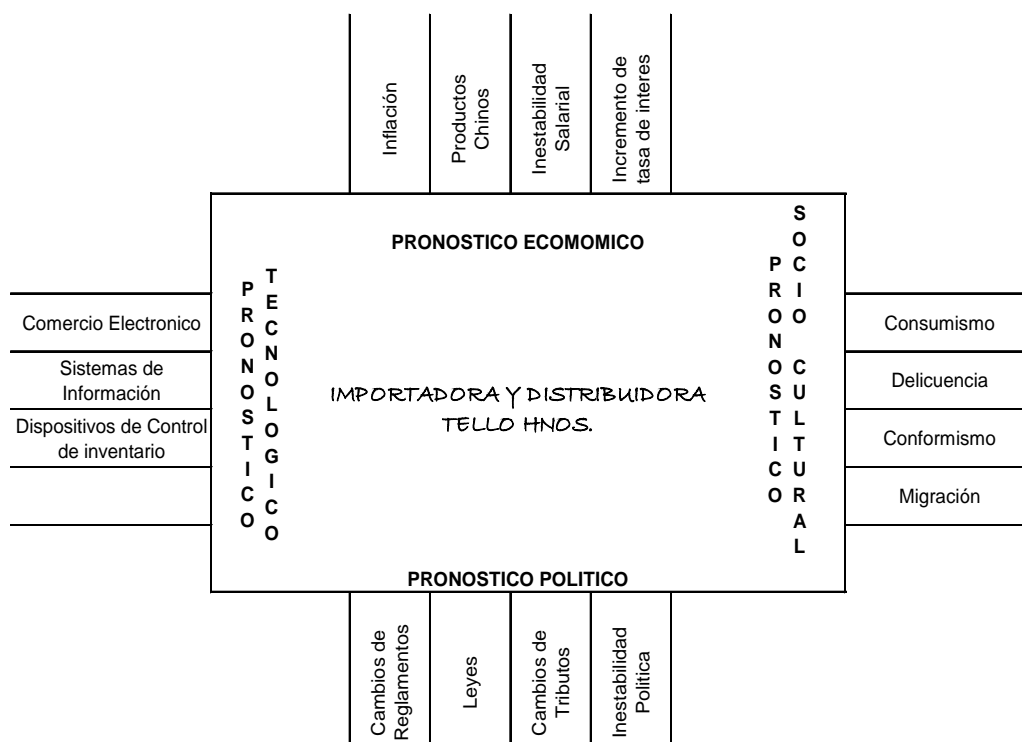 Inflación
Productos
Chinos
Inestabilidad
Salarial
Incremento de
tasa de interes
PRONOSTICO ECOMOMICO
PRONOSTICO
TECNOLOGICO
Comercio Electronico
Sistemas de
Información
Dispositivos de Control
de inventario
IMPORTADORA Y DISTRIBUIDORA
TELLO HNOS.
PRONOSTICO
SOCIO CULTURAL
Consumismo
Delicuencia
Conformismo
Migración
PRONOSTICO POLITICO
Cambios de
Reglamentos
Leyes
Cambios de
Tributos
Inestabilidad
Politica